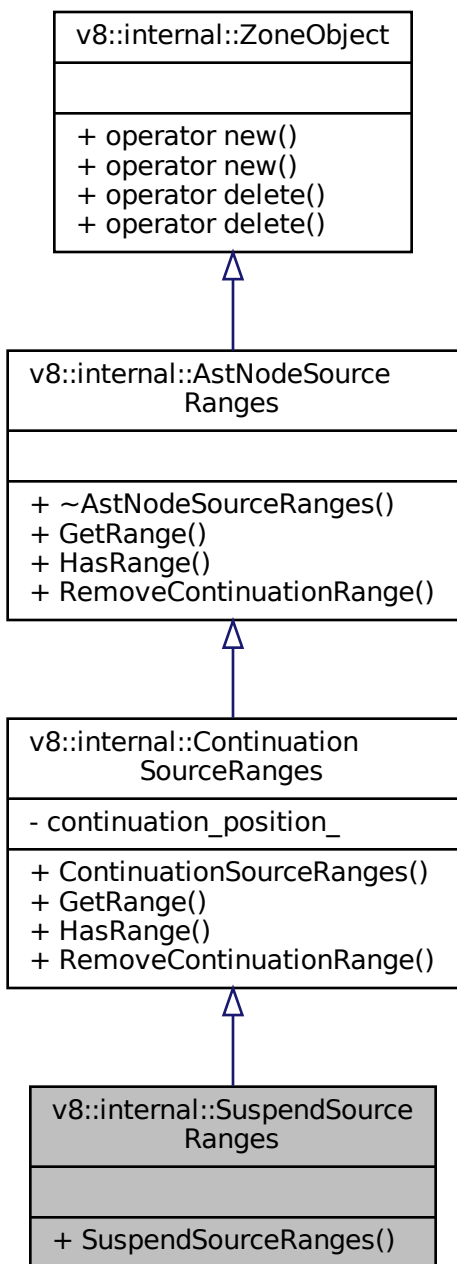 v8::internal::ZoneObject
+ operator new()
+ operator new()
+ operator delete()
+ operator delete()
v8::internal::AstNodeSource
Ranges
+ ~AstNodeSourceRanges()
+ GetRange()
+ HasRange()
+ RemoveContinuationRange()
v8::internal::Continuation
SourceRanges
- continuation_position_
+ ContinuationSourceRanges()
+ GetRange()
+ HasRange()
+ RemoveContinuationRange()
v8::internal::SuspendSource
Ranges
+ SuspendSourceRanges()